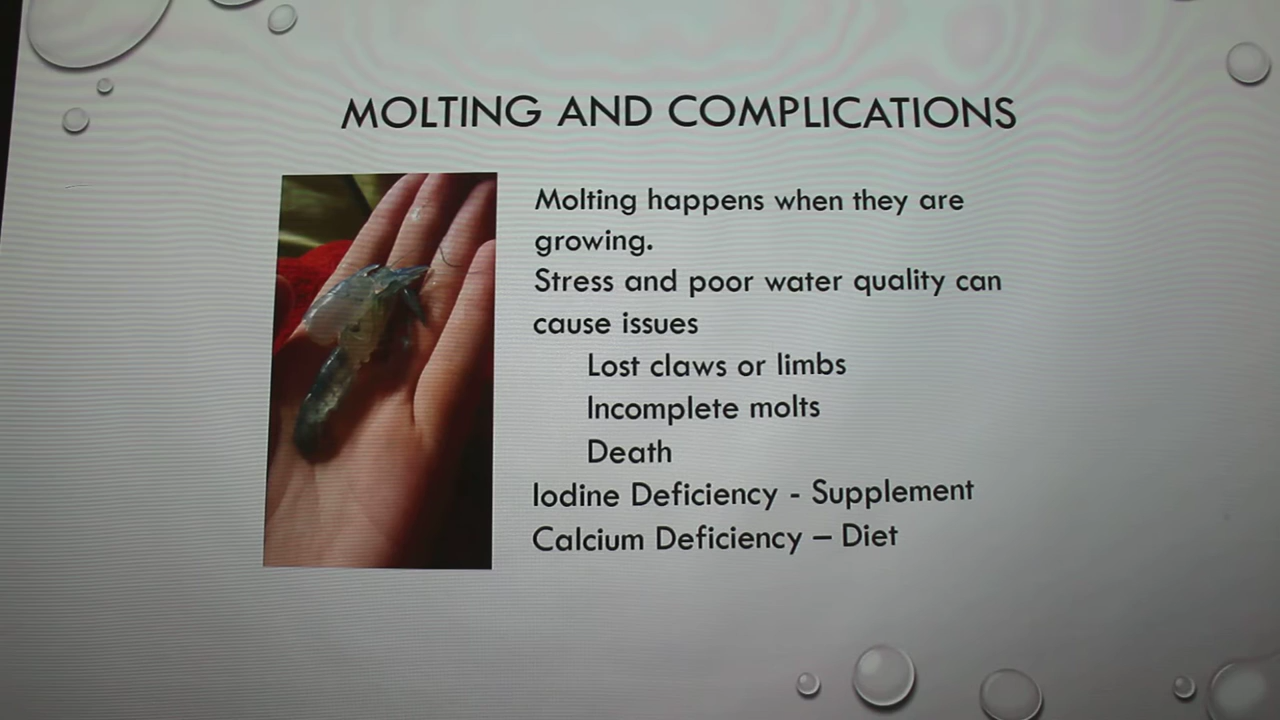 MOLTING AND COMPLICATIONS
Molting happens when they are
growing.
Stress and poor water quality can
cause issues
Lost claws or limbs
Incomplete molts
Death
Iodine Deficiency - Supplement
Calcium Deficiency – Diet